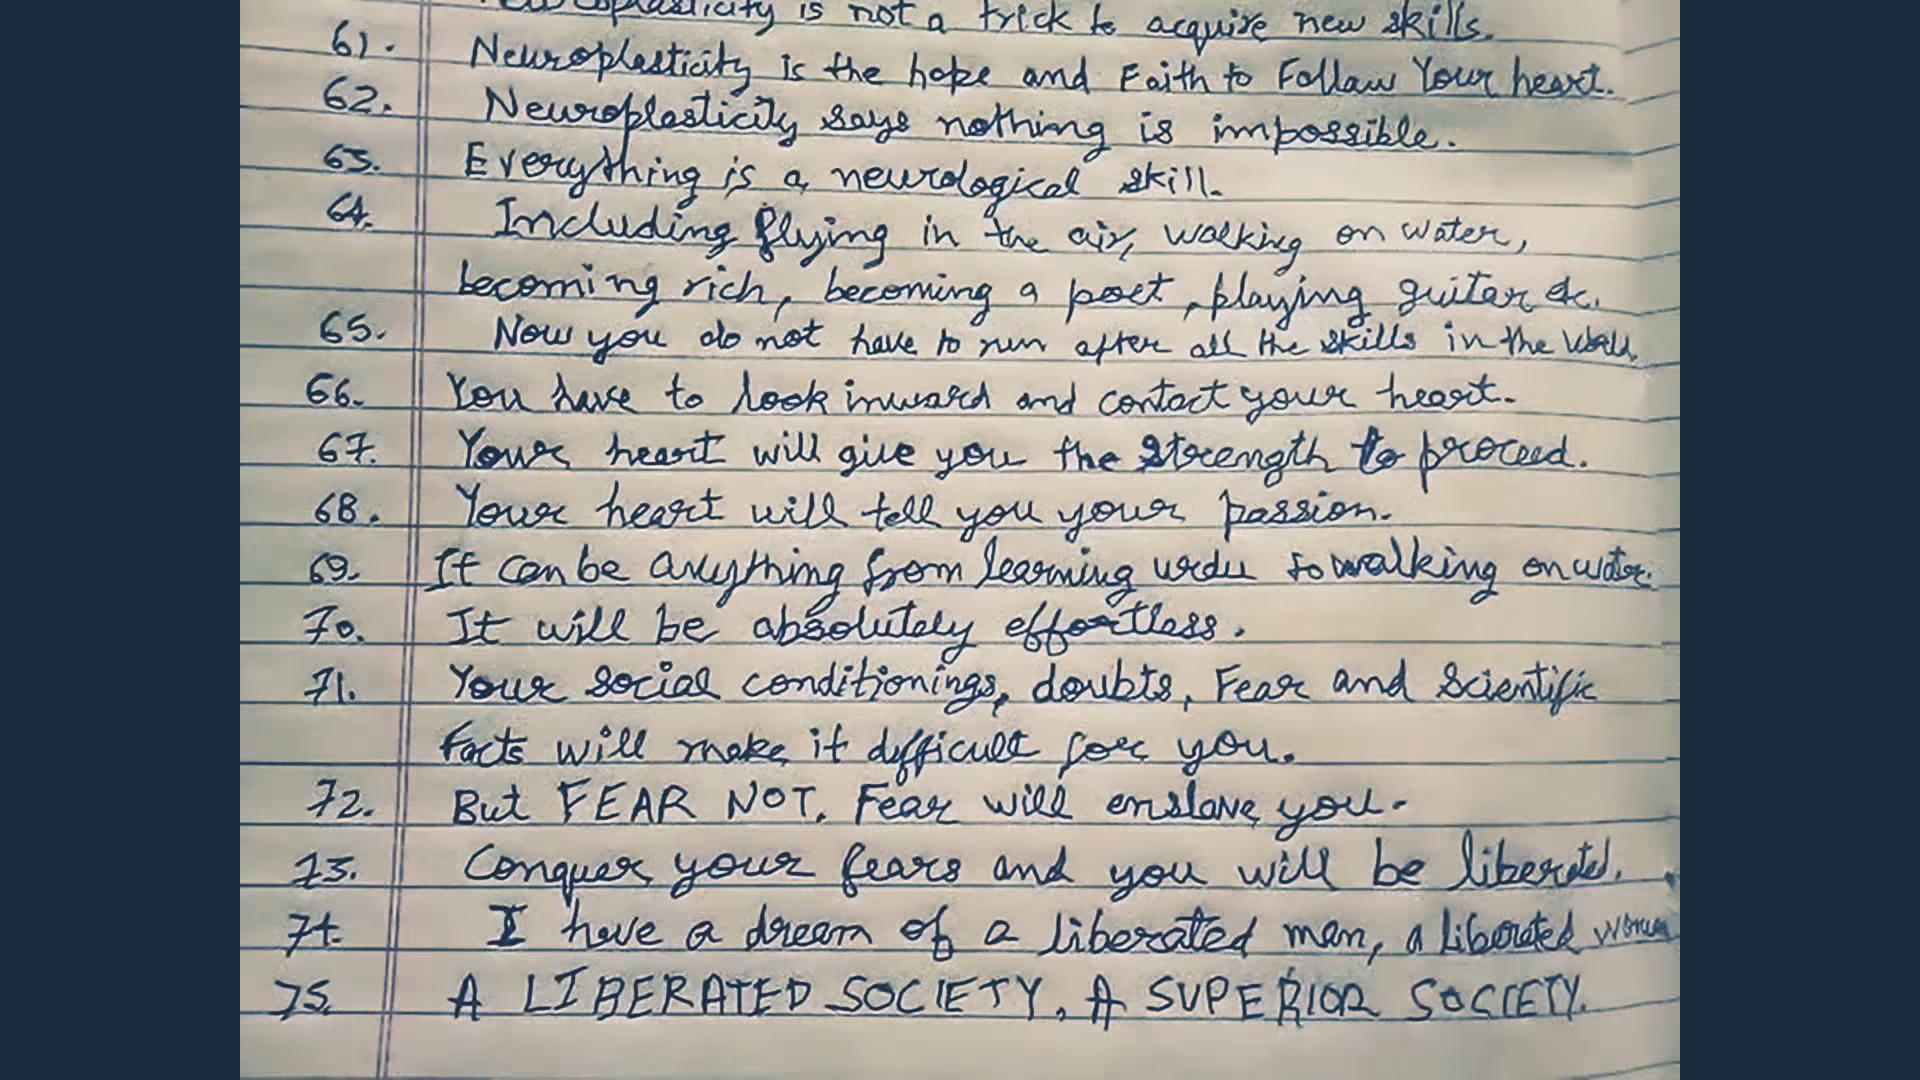 Neuroplasticity is not a trick to acquire new skills.
61. Neuroplasticity is the hope and Faith to Follow Your heart.
62. Neuroplasticity says nothing is impossible.
63. Everything is a neurological skill.
64. Including flying in the air, walking on water,
becoming rich, becoming a poet, playing guitar etc.
65. Now you do not have to run after all the skills in the world.
66. You have to look inward and contact your heart.
67. Your heart will give you the strength to proceed.
68. Your heart will tell you your passion.
69. It can be anything from learning urdu to walking on water.
70. It will be absolutely effortless.
71. Your social conditionings, doubts, Fear and Scientific
Facts will make it difficult for you.
72. But FEAR NOT. Fear will enslave you.
73. Conquer your fears and you will be liberated.
74. I have a dream of a liberated man, a liberated woman
75. A LIBERATED SOCIETY, A SUPERIOR SOCIETY.